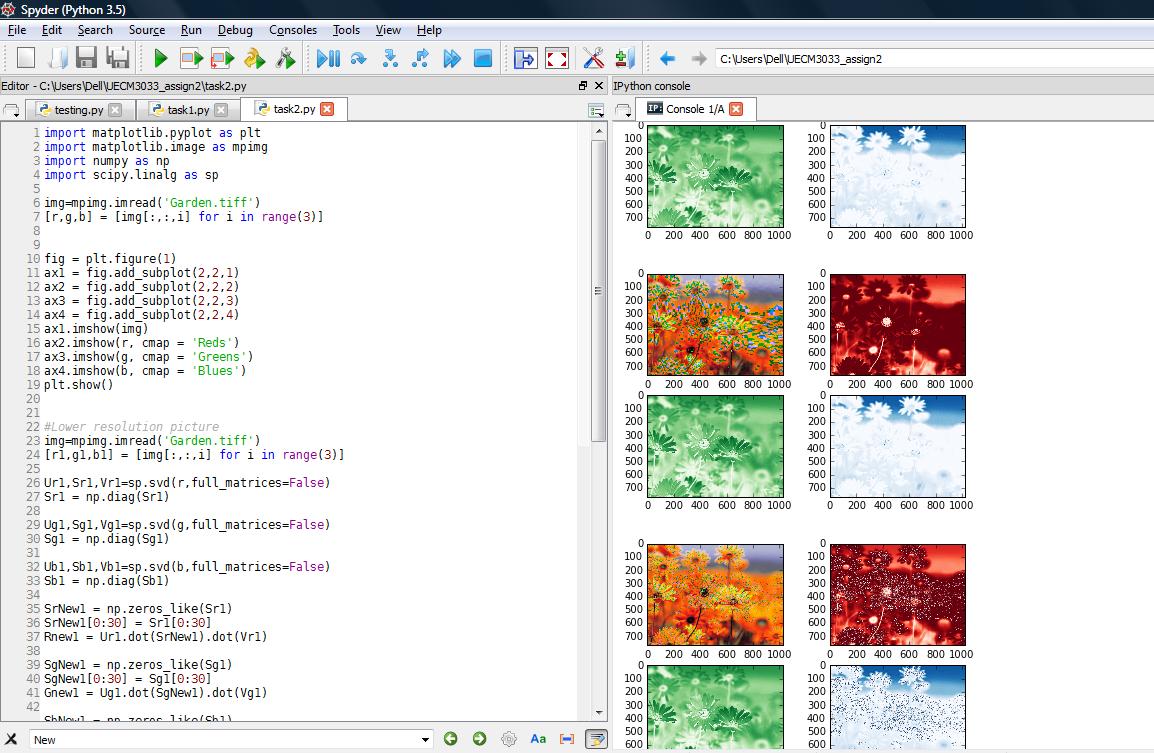 Spyder (Python 3.5)
File Edit Search Source Run Debug Consoles Tools View Help
C:\Users\Dell\UECM3033_assign2
Editor - C:\Users\Dell\UECM3033_assign2\task2.py
testing.py task1.py task2.py
1 import matplotlib.pyplot as plt
2 import matplotlib.image as mpimg
3 import numpy as np
4 import scipy.linalg as sp
5
6 img=mpimg.imread('Garden.tiff')
7 [r,g,b] = [img[:,:,i] for i in range(3)]
8
9
10 fig = plt.figure(1)
11 ax1 = fig.add_subplot(2,2,1)
12 ax2 = fig.add_subplot(2,2,2)
13 ax3 = fig.add_subplot(2,2,3)
14 ax4 = fig.add_subplot(2,2,4)
15 ax1.imshow(img)
16 ax2.imshow(r, cmap = 'Reds')
17 ax3.imshow(g, cmap = 'Greens')
18 ax4.imshow(b, cmap = 'Blues')
19 plt.show()
20
21
22 #Lower resolution picture
23 img=mpimg.imread('Garden.tiff')
24 [r1,g1,b1] = [img[:,:,i] for i in range(3)]
25
26 Ur1,Sr1,Vr1=sp.svd(r,full_matrices=False)
27 Sr1 = np.diag(Sr1)
28
29 Ug1,Sg1,Vg1=sp.svd(g,full_matrices=False)
30 Sg1 = np.diag(Sg1)
31
32 Ub1,Sb1,Vb1=sp.svd(b,full_matrices=False)
33 Sb1 = np.diag(Sb1)
34
35 SrNew1 = np.zeros_like(Sr1)
36 SrNew1[0:30] = Sr1[0:30]
37 Rnew1 = Ur1.dot(SrNew1).dot(Vr1)
38
39 SgNew1 = np.zeros_like(Sg1)
40 SgNew1[0:30] = Sg1[0:30]
41 Gnew1 = Ug1.dot(SgNew1).dot(Vg1)
42
SbNew1 = np.zeros_like(Sb1)
New
Aa
IPython console
IP: Console 1/A
0 0
100 100
200 200
300 300
400 400
500 500
600 600
700 700
0 200 400 600 800 1000 0 200 400 600 800 1000
0 0
100 100
200 200
300 300
400 400
500 500
600 600
700 700
0 200 400 600 800 1000 0 200 400 600 800 1000
0 0
100 100
200 200
300 300
400 400
500 500
600 600
700 700
0 200 400 600 800 1000 0 200 400 600 800 1000
0 0
100 100
200 200
300 300
400 400
500 500
600 600
700 700
0 200 400 600 800 1000 0 200 400 600 800 1000
0 0
100 100
200 200
300 300
400 400
500 500
600 600